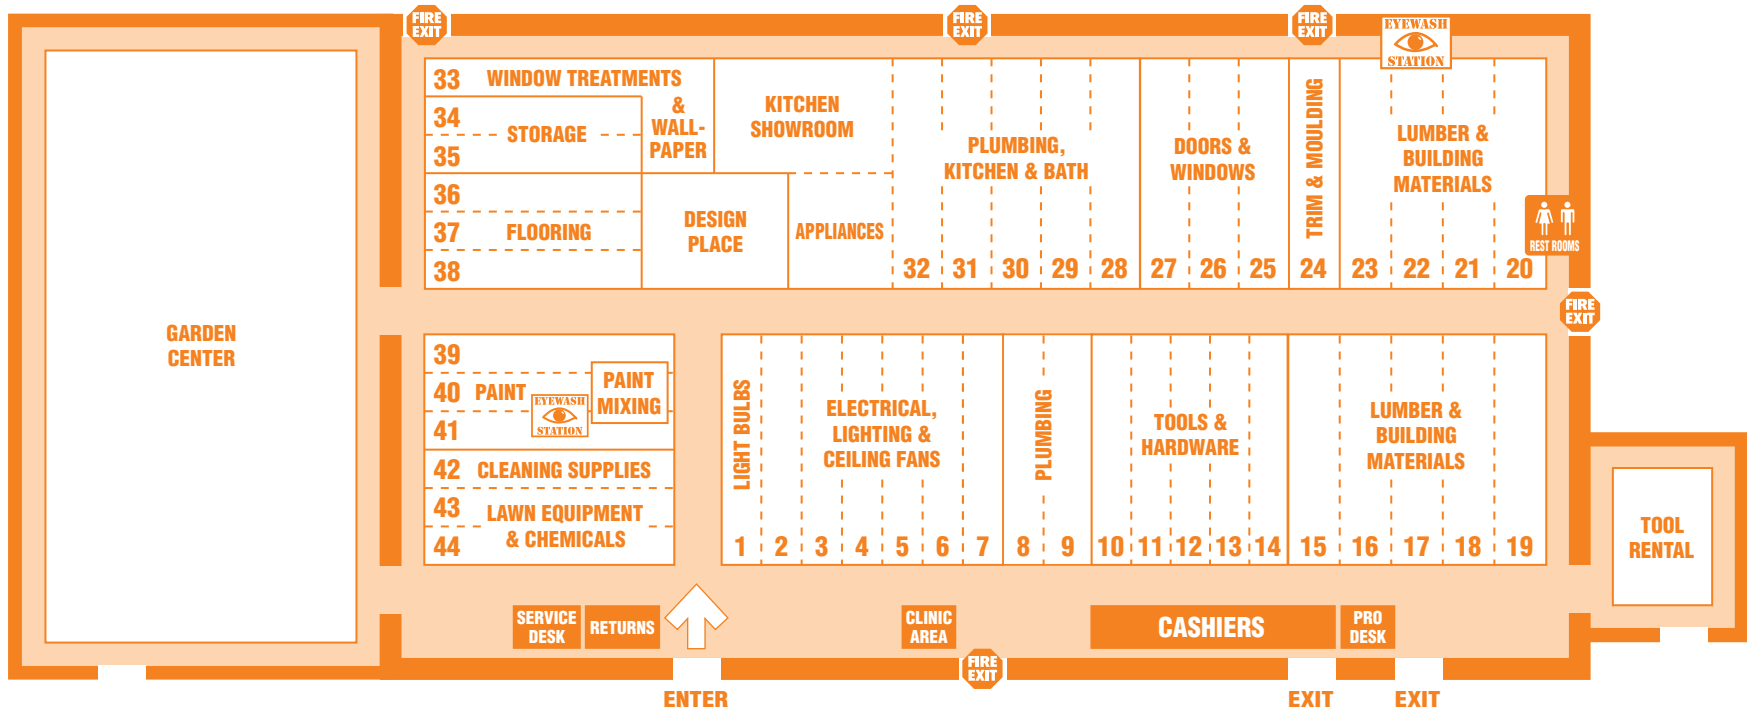 FIRE
EXIT
FIRE
EXIT
FIRE
EXIT
EYEWASH
STATION
33 WINDOW TREATMENTS
&
WALL-
PAPER
34
STORAGE
35
KITCHEN
SHOWROOM
PLUMBING,
KITCHEN & BATH
DOORS &
WINDOWS
TRIM & MOULDING
LUMBER &
BUILDING
MATERIALS
REST ROOMS
36
37 FLOORING
38
DESIGN
PLACE
APPLIANCES
32 31 30 29 28 27 26 25 24 23 22 21 20
FIRE
EXIT
GARDEN
CENTER
39
40 PAINT
41
PAINT
MIXING
EYEWASH
STATION
42 CLEANING SUPPLIES
43
44
LAWN EQUIPMENT
& CHEMICALS
LIGHT BULBS
ELECTRICAL,
LIGHTING &
CEILING FANS
PLUMBING
TOOLS &
HARDWARE
LUMBER &
BUILDING
MATERIALS
1 2 3 4 5 6 7 8 9 10 11 12 13 14 15 16 17 18 19
TOOL
RENTAL
SERVICE
DESK
RETURNS
CLINIC
AREA
CASHIERS
PRO
DESK
FIRE
EXIT
ENTER
EXIT
EXIT